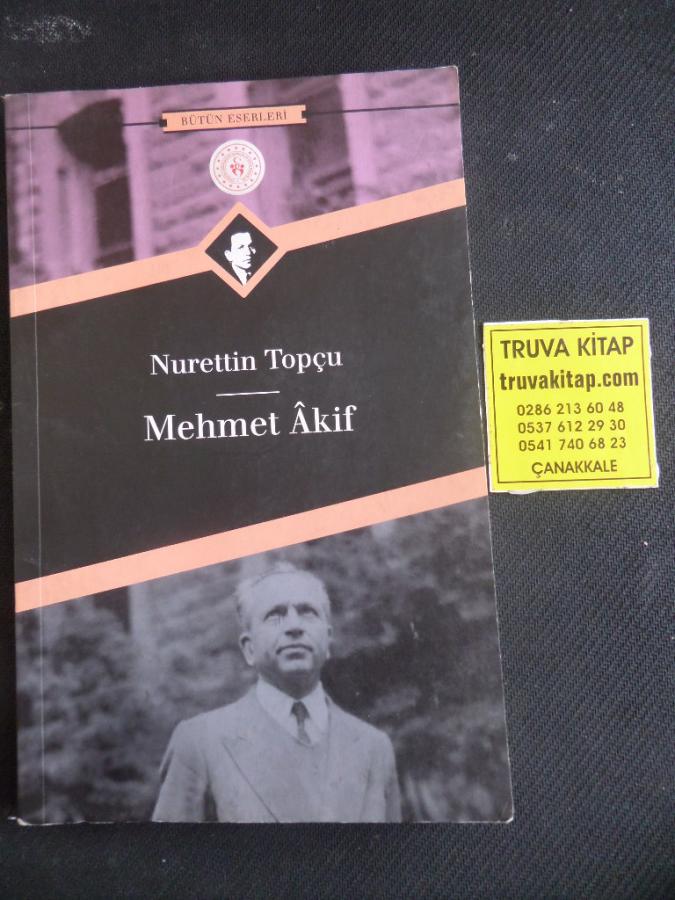 BÜTÜN ESERLERİ
Nurettin Topçu
Mehmet Âkif
TRUVA KİTAP
truvakitap.com
0286 213 60 48
0537 612 29 30
0541 740 68 23
ÇANAKKALE